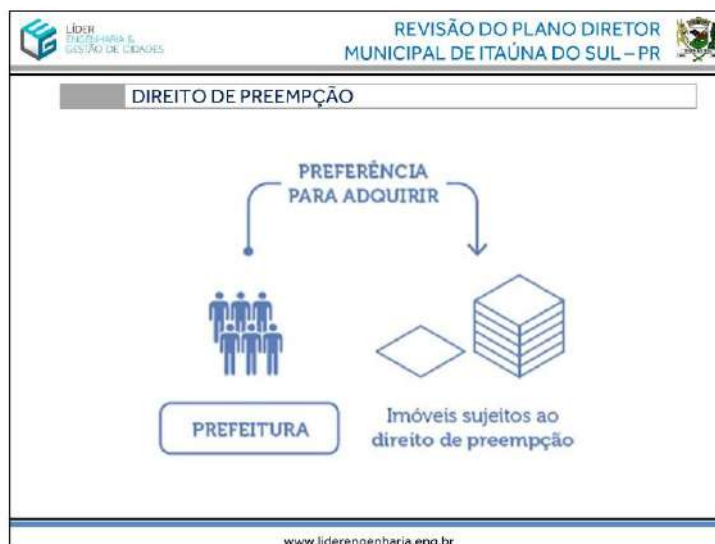 LÍDER
ENGENHARIA &
GESTÃO DE CIDADES
REVISÃO DO PLANO DIRETOR
MUNICIPAL DE ITAÚNA DO SUL – PR
DIREITO DE PREEMPÇÃO
PREFERÊNCIA
PARA ADQUIRIR
PREFEITURA
Imóveis sujeitos ao
direito de preempção
www.liderengenharia.eng.br